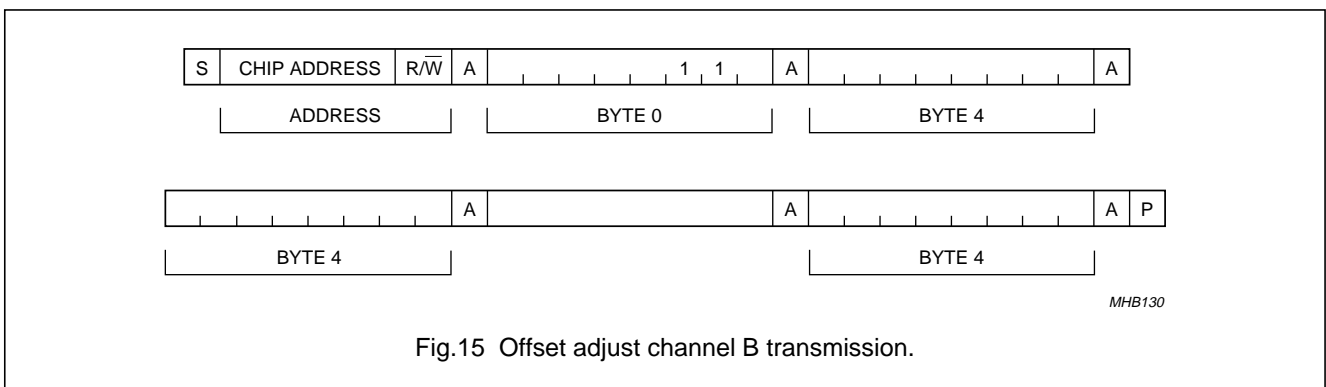 S CHIP ADDRESS R/W̅ A 1 1 A A
ADDRESS BYTE 0 BYTE 4
A A A P
BYTE 4 BYTE 4
MHB130
Fig.15 Offset adjust channel B transmission.